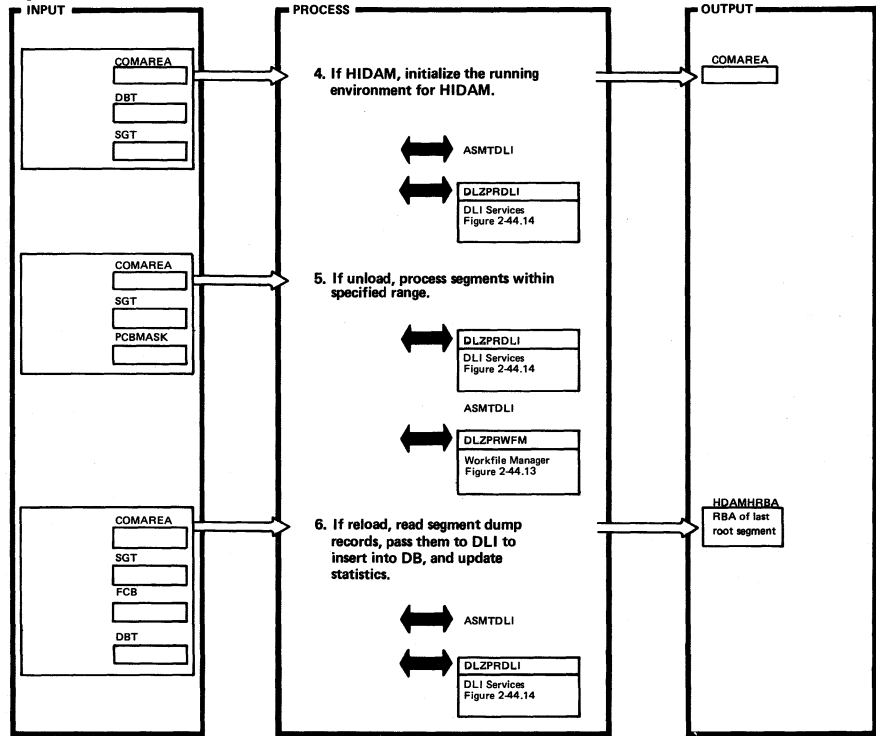 INPUT
PROCESS
OUTPUT
COMAREA
DBT
SGT
4. If HIDAM, initialize the running
environment for HIDAM.
ASMTDLI
DLZPRDLI
DLI Services
Figure 2-44.14
COMAREA
COMAREA
SGT
PCBMASK
5. If unload, process segments within
specified range.
DLZPRDLI
DLI Services
Figure 2-44.14
ASMTDLI
DLZPRWFM
Workfile Manager
Figure 2-44.13
COMAREA
SGT
FCB
DBT
6. If reload, read segment dump
records, pass them to DLI to
insert into DB, and update
statistics.
ASMTDLI
DLZPRDLI
DLI Services
Figure 2-44.14
HDAMHRBA
RBA of last
root segment